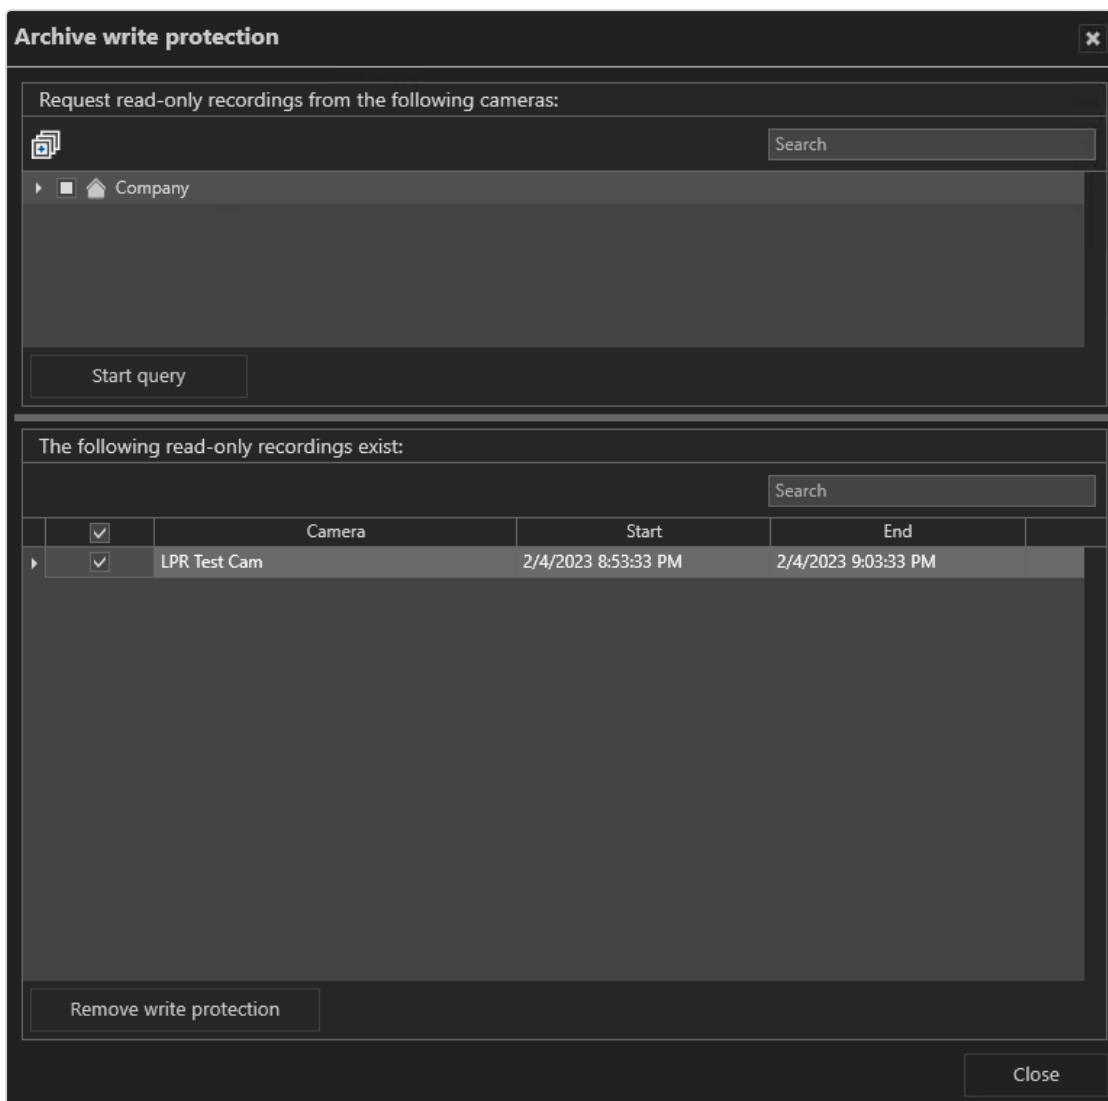 Archive write protection
Request read-only recordings from the following cameras:
Search
Company
Start query
The following read-only recordings exist:
Search
Camera Start End
LPR Test Cam 2/4/2023 8:53:33 PM 2/4/2023 9:03:33 PM
Remove write protection
Close